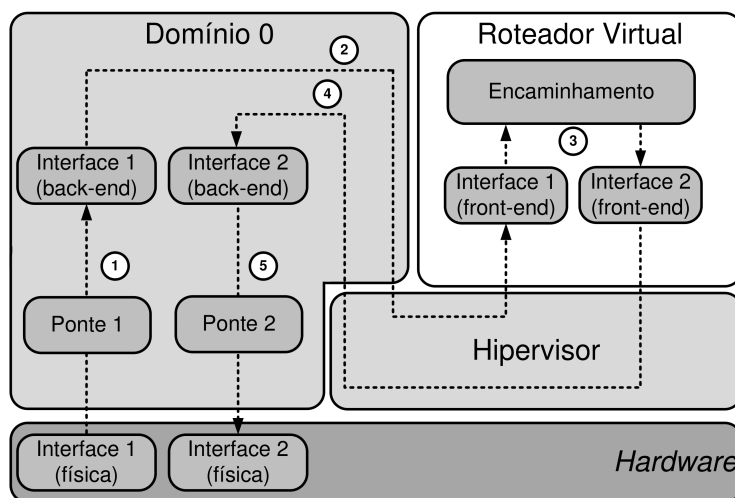 Domínio 0
2
Roteador Virtual
4
Encaminhamento
3
Interface 1
(back-end)
Interface 2
(back-end)
Interface 1
(front-end)
Interface 2
(front-end)
1
5
Ponte 1
Ponte 2
Hipervisor
Interface 1
(física)
Interface 2
(física)
Hardware